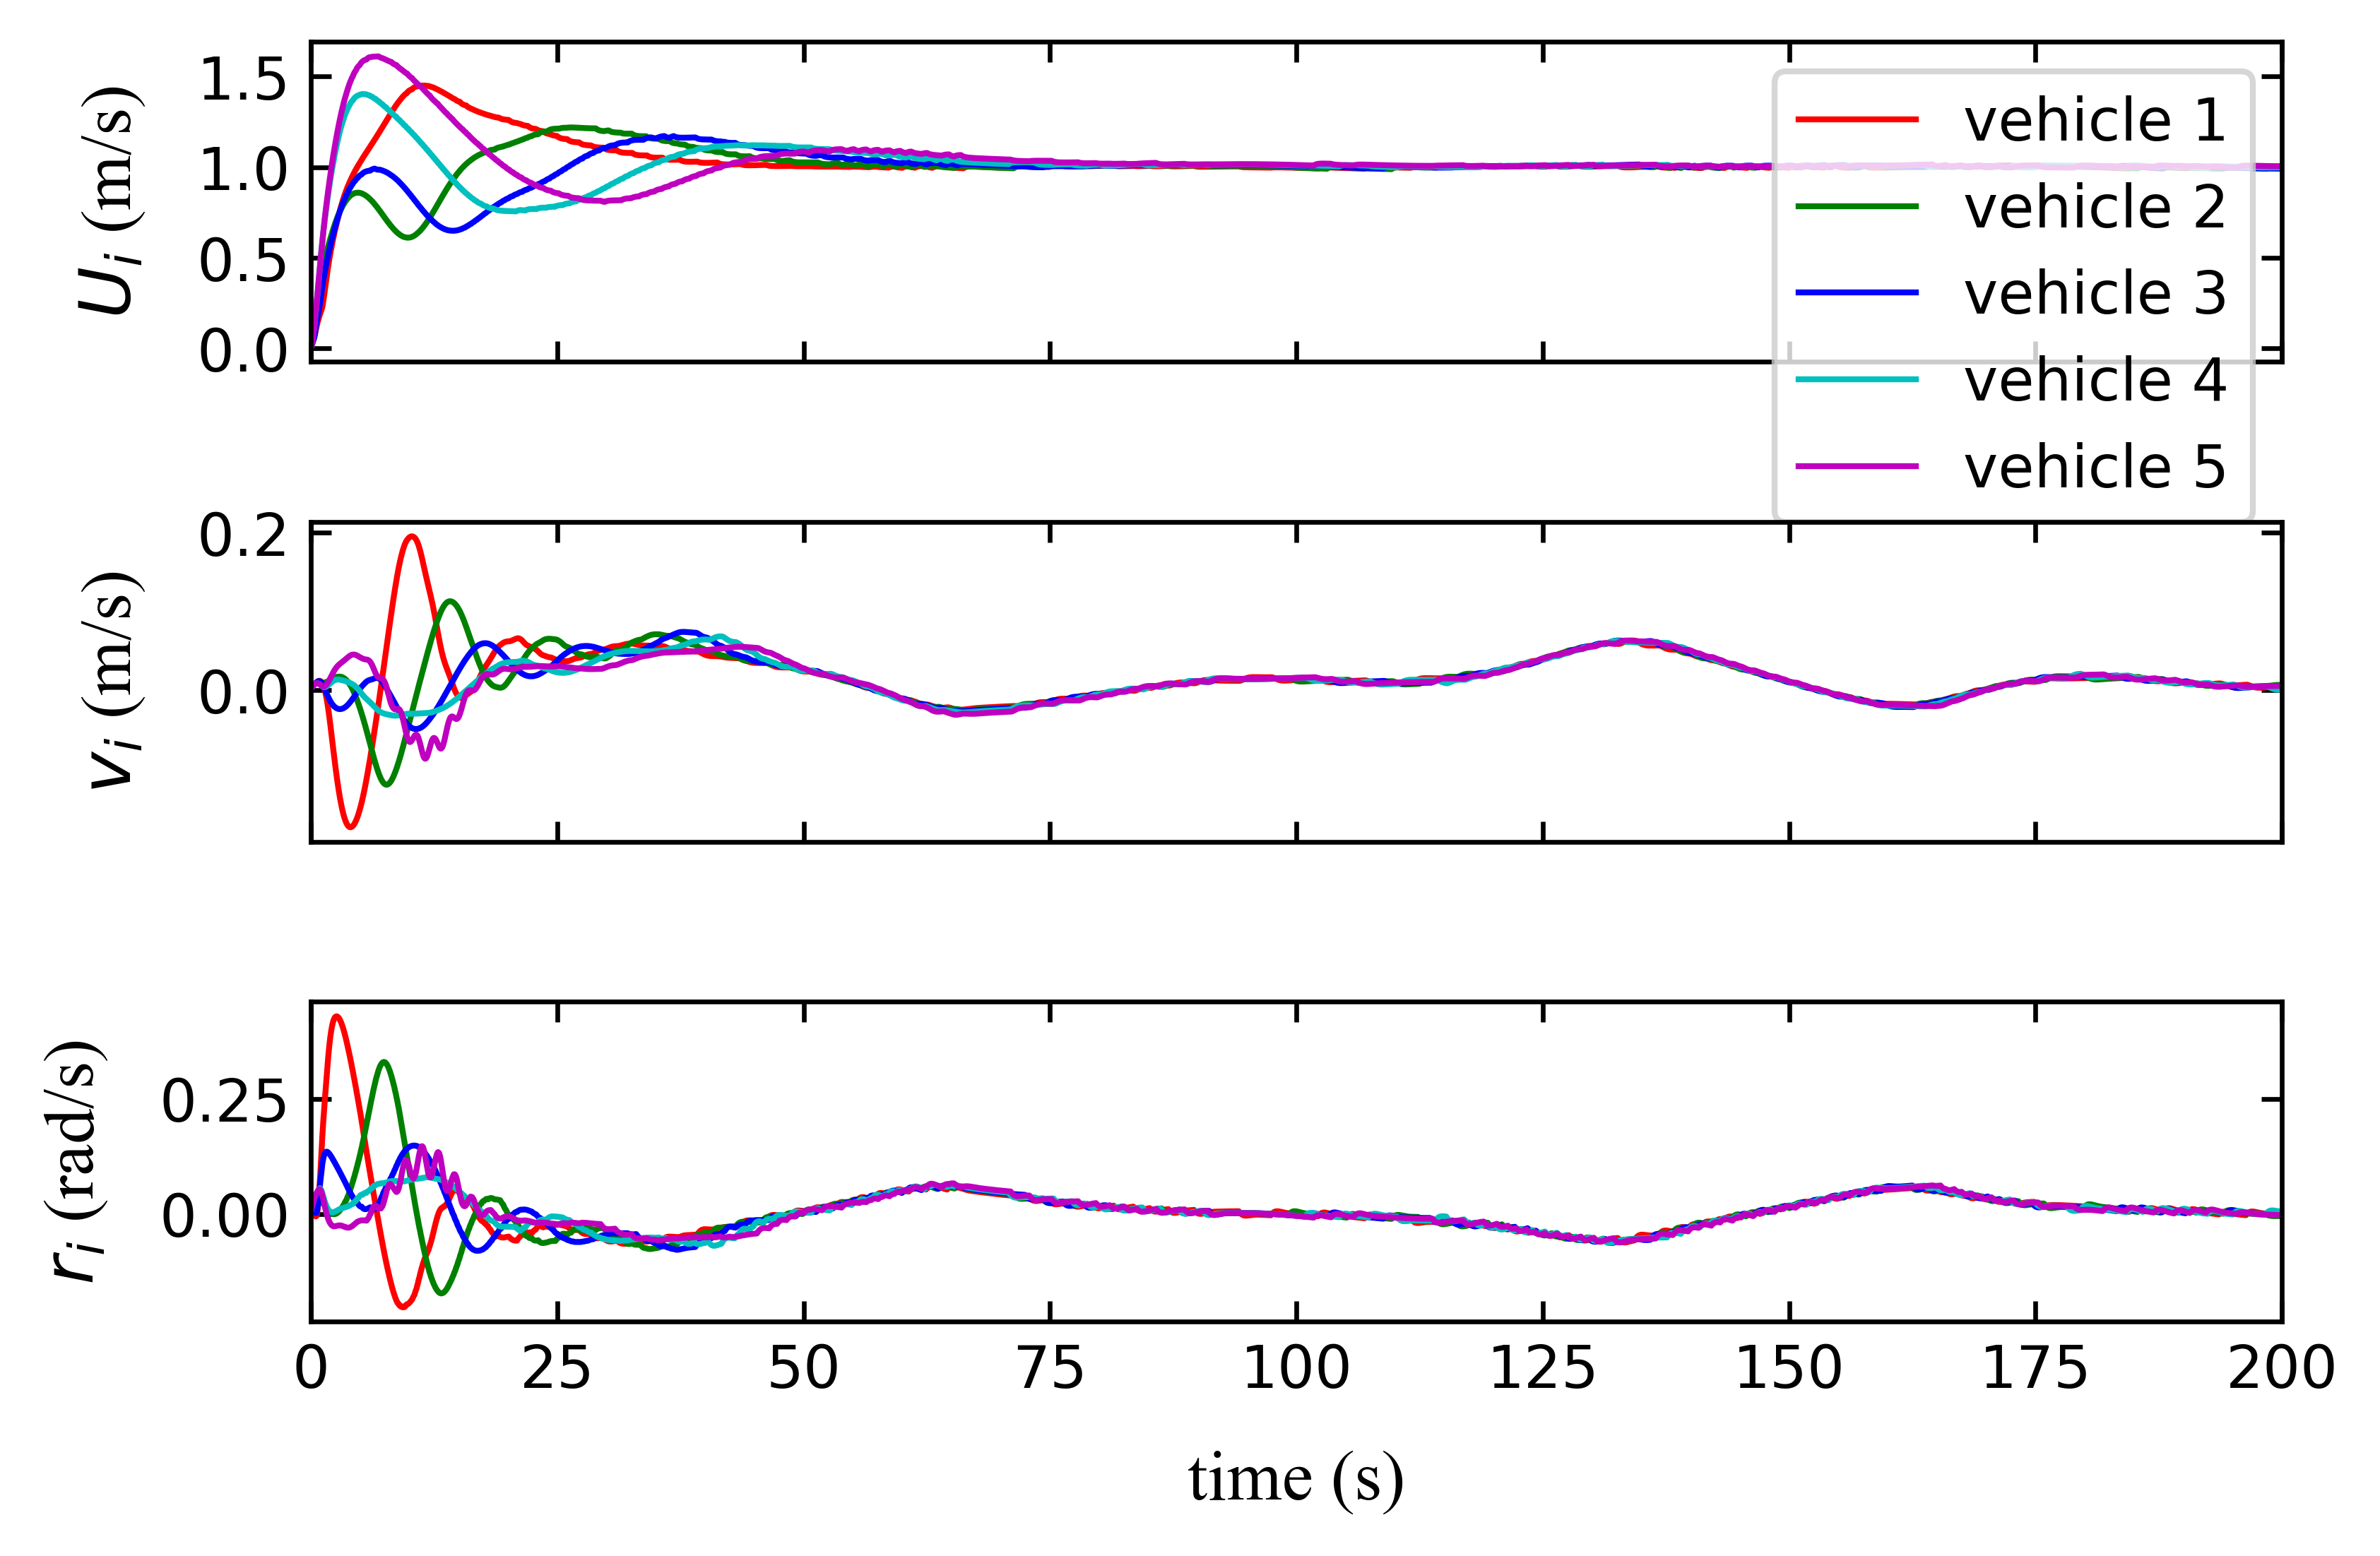 U_i (m/s)
1.5
1.0
0.5
0.0
vehicle 1
vehicle 2
vehicle 3
vehicle 4
vehicle 5
v_i (m/s)
0.2
0.0
r_i (rad/s)
0.25
0.00
0 25 50 75 100 125 150 175 200
time (s)